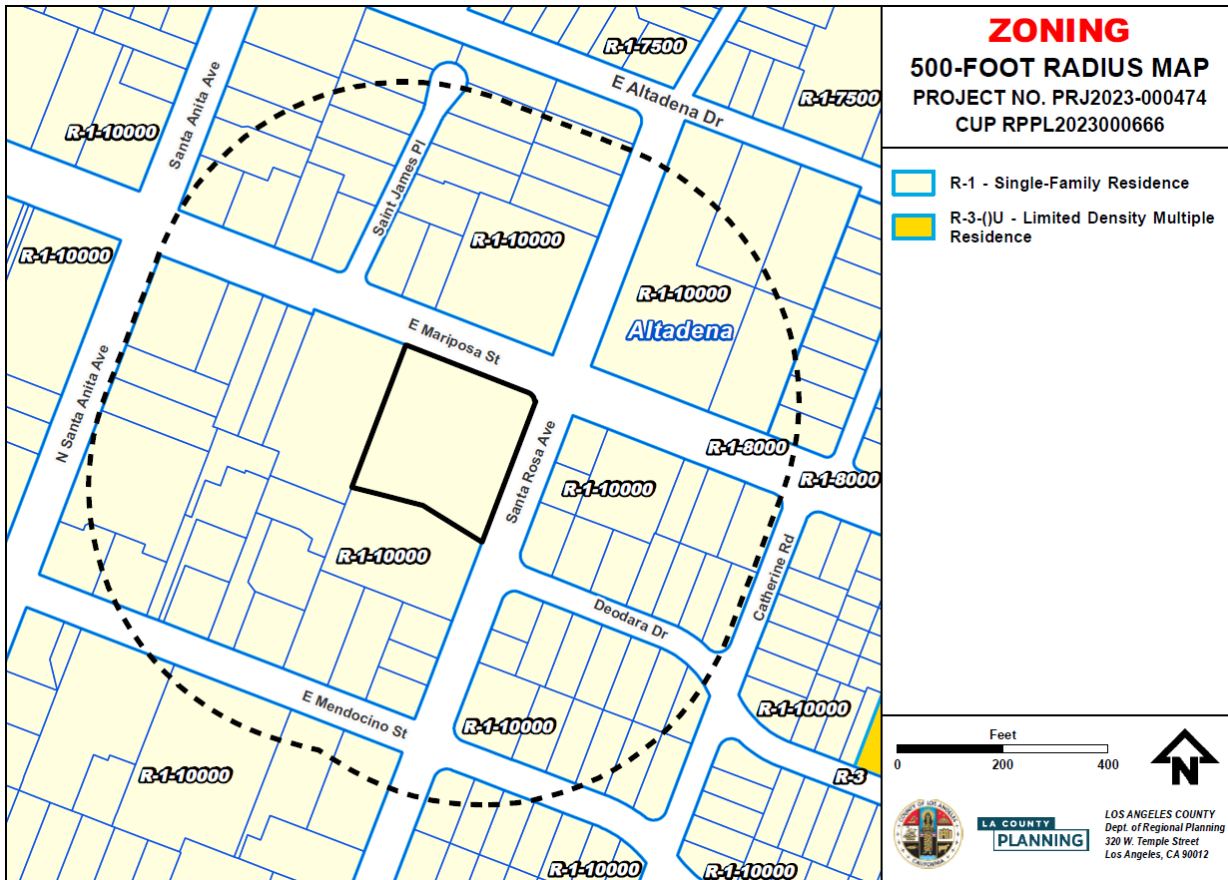 R-1-7500
E Altadena Dr
R-1-7500
R-1-10000
Santa Anita Ave
Saint James Pl
R-1-10000
R-1-10000
R-1-10000
Altadena
E Mariposa St
N Santa Anita Ave
R-1-8000
R-1-8000
Santa Rosa Ave
R-1-10000
R-1-10000
Catherine Rd
Deodara Dr
E Mendocino St
R-1-10000
R-1-10000
R-1-10000
R-3
R-1-10000
R-1-10000
ZONING
500-FOOT RADIUS MAP
PROJECT NO. PRJ2023-000474
CUP RPPL2023000666
R-1 - Single-Family Residence
R-3-()U - Limited Density Multiple
Residence
Feet
0 200 400
N
COUNTY OF LOS ANGELES
CALIFORNIA
LA COUNTY
PLANNING
LOS ANGELES COUNTY
Dept. of Regional Planning
320 W. Temple Street
Los Angeles, CA 90012